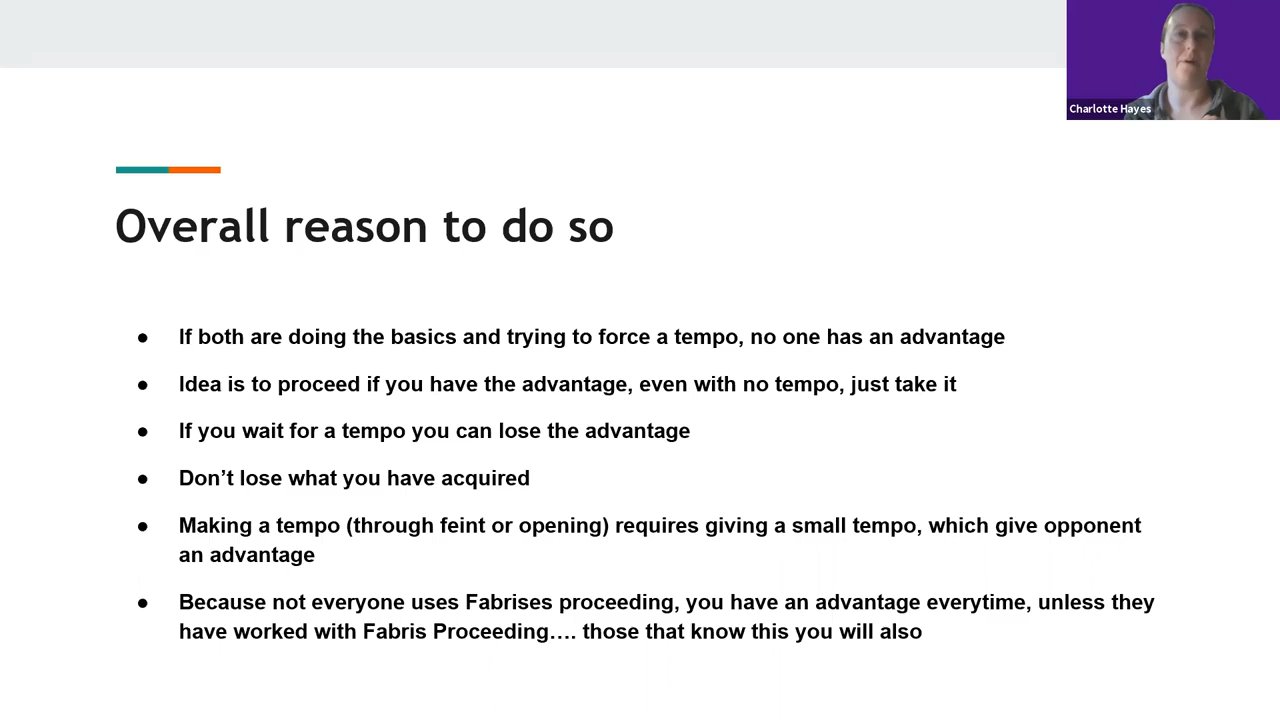 Charlotte Hayes
Overall reason to do so
● If both are doing the basics and trying to force a tempo, no one has an advantage
● Idea is to proceed if you have the advantage, even with no tempo, just take it
● If you wait for a tempo you can lose the advantage
● Don’t lose what you have acquired
● Making a tempo (through feint or opening) requires giving a small tempo, which give opponent
an advantage
● Because not everyone uses Fabrises proceeding, you have an advantage everytime, unless they
have worked with Fabris Proceeding…. those that know this you will also